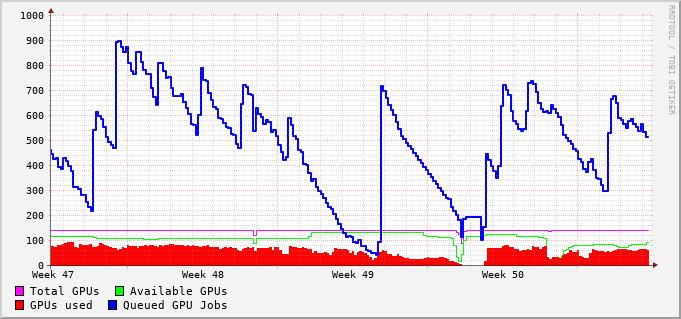 1000
900
800
700
600
500
400
300
200
100
0
Week 47 Week 48 Week 49 Week 50
Total GPUs Available GPUs
GPUs used Queued GPU Jobs
RRDTOOL / TOBI OETIKER